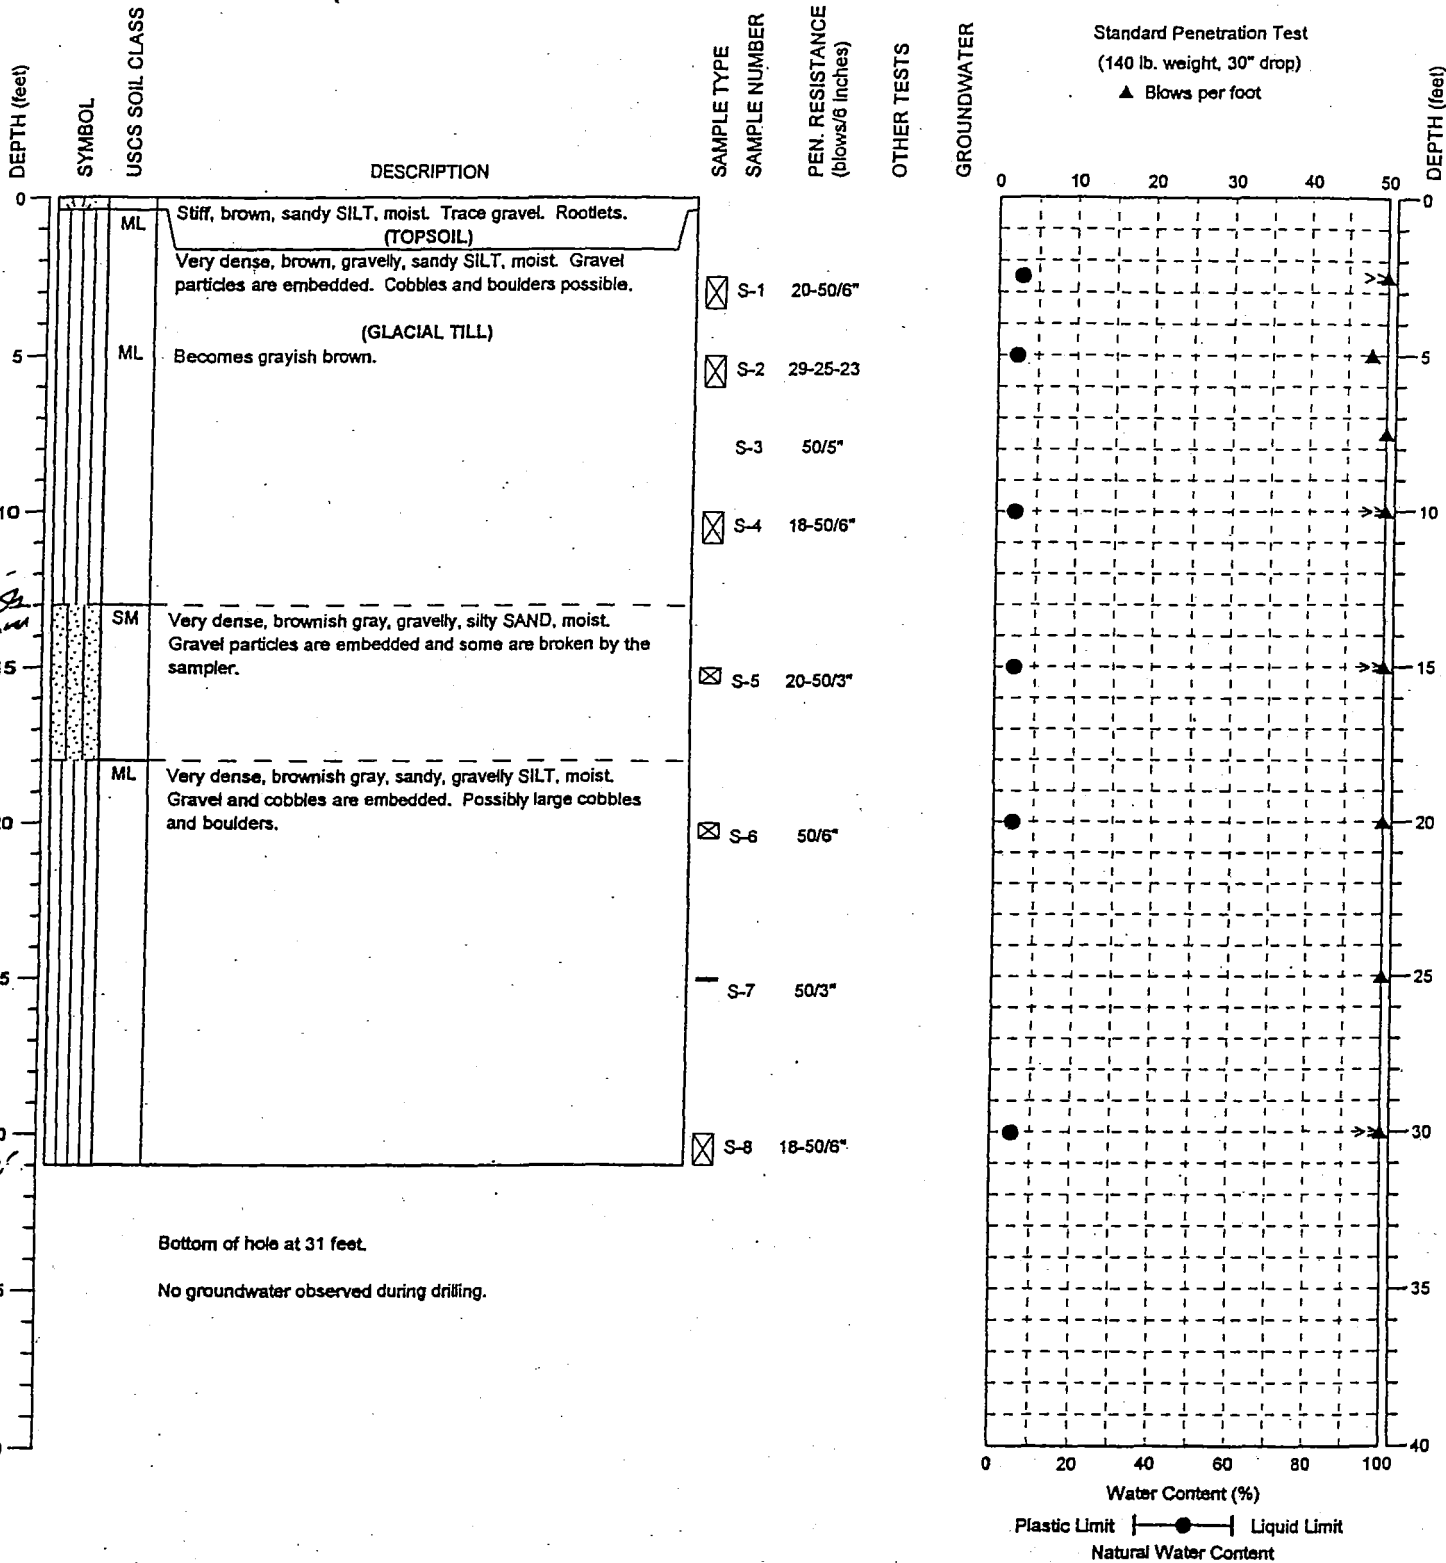 DEPTH (feet)
SYMBOL
USCS SOIL CLASS
DESCRIPTION
SAMPLE TYPE
SAMPLE NUMBER
PEN. RESISTANCE
(blows/6 inches)
OTHER TESTS
GROUNDWATER
Standard Penetration Test
(140 lb. weight, 30" drop)
▲ Blows per foot
DEPTH (feet)
0 10 20 30 40 50
0
ML
Stiff, brown, sandy SILT, moist. Trace gravel. Rootlets.
(TOPSOIL)
Very dense, brown, gravelly, sandy SILT, moist. Gravel
particles are embedded. Cobbles and boulders possible.
S-1 20-50/6"
(GLACIAL TILL)
5
ML
Becomes grayish brown.
S-2 29-25-23
S-3 50/5"
10
S-4 18-50/6"
SM
Very dense, brownish gray, gravelly, silty SAND, moist.
Gravel particles are embedded and some are broken by the
sampler.
5
S-5 20-50/3"
ML
Very dense, brownish gray, sandy, gravelly SILT, moist.
Gravel and cobbles are embedded. Possibly large cobbles
and boulders.
0
S-6 50/6"
5
S-7 50/3"
S-8 18-50/6"
Bottom of hole at 31 feet.
No groundwater observed during drilling.
0
5
10
15
20
25
30
35
40
>>
>>
>>
>>
0 20 40 60 80 100
Water Content (%)
Plastic Limit Liquid Limit
Natural Water Content